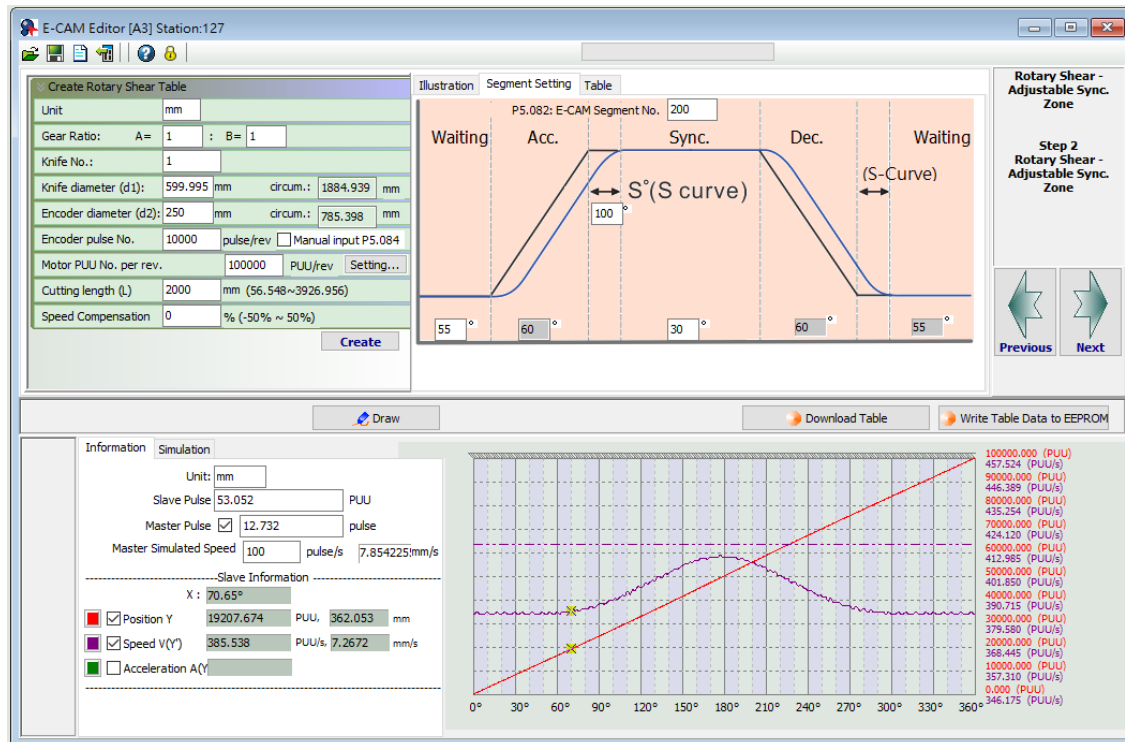 E-CAM Editor [A3] Station:127
Create Rotary Shear Table
Unit mm
Gear Ratio: A= 1 : B= 1
Knife No.: 1
Knife diameter (d1): 599.995 mm circum.: 1884.939 mm
Encoder diameter (d2): 250 mm circum.: 785.398 mm
Encoder pulse No. 10000 pulse/rev Manual input P5.084
Motor PUU No. per rev. 100000 PUU/rev Setting...
Cutting length (L) 2000 mm (56.548~3926.956)
Speed Compensation 0 % (-50% ~ 50%)
Create
Illustration Segment Setting Table
P5.082: E-CAM Segment No. 200
Waiting Acc. Sync. Dec. Waiting
S°(S curve)
(S-Curve)
100 °
55 ° 60 ° 30 ° 60 ° 55 °
Rotary Shear -
Adjustable Sync.
Zone
Step 2
Rotary Shear -
Adjustable Sync.
Zone
Previous Next
Draw
Download Table
Write Table Data to EEPROM
Information Simulation
Unit: mm
Slave Pulse 53.052 PUU
Master Pulse 12.732 pulse
Master Simulated Speed 100 pulse/s 7.854225! mm/s
Slave Information
X : 70.65°
Position Y 19207.674 PUU, 362.053 mm
Speed V(Y') 385.538 PUU/s, 7.2672 mm/s
Acceleration A(Y
100000.000 (PUU)
457.524 (PUU/s)
90000.000 (PUU)
446.389 (PUU/s)
80000.000 (PUU)
435.254 (PUU/s)
70000.000 (PUU)
424.120 (PUU/s)
60000.000 (PUU)
412.985 (PUU/s)
50000.000 (PUU)
401.850 (PUU/s)
40000.000 (PUU)
390.715 (PUU/s)
30000.000 (PUU)
379.580 (PUU/s)
20000.000 (PUU)
368.445 (PUU/s)
10000.000 (PUU)
357.310 (PUU/s)
0.000 (PUU)
346.175 (PUU/s)
0° 30° 60° 90° 120° 150° 180° 210° 240° 270° 300° 330° 360°